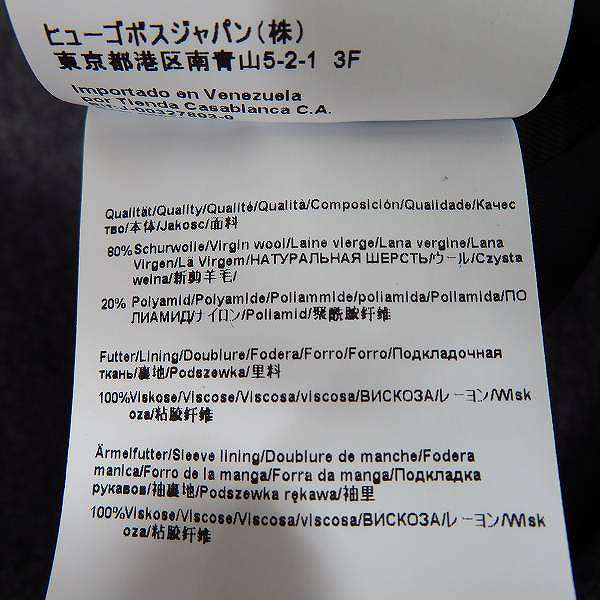 ヒューゴボスジャパン(株)
東京都港区南青山5-2-1 3F
Importado en Venezuela
por Tienda Casablanca C.A.
Qualität/Quality/Qualité/Qualità/Composición/Qualidade/Качес
тво/本体/Jakosc/面料
80%Schurwolle/Virgin wool/Laine vierge/Lana vergine/Lana
Virgen/Lã Virgem/НАТУРАЛЬНАЯ ШЕРСТЬ/ウール/Czysta
weina/新剪羊毛/
20% Polyamid/Polyamide/Poliammide/poliamida/Poliamida/ПО
ЛИАМИД/ナイロン/Poliamid/聚酰胺纤维
Futter/Lining/Doublure/Fodera/Forro/Forro/Подкладочная
ткань/裏地/Podszewka/里料
100%Viskose/Viscose/Viscosa/viscosa/ВИСКОЗА/レーヨン/Wisk
oza/粘胶纤维
Ärmelfutter/Sleeve lining/Doublure de manche/Fodera
manica/Forro de la manga/Forra da manga/Подкладка
рукавов/袖裏地/Podszewka rękawa/袖里
100%Viskose/Viscose/Viscosa/viscosa/ВИСКОЗА/レーヨン/Wisk
oza/粘胶纤维